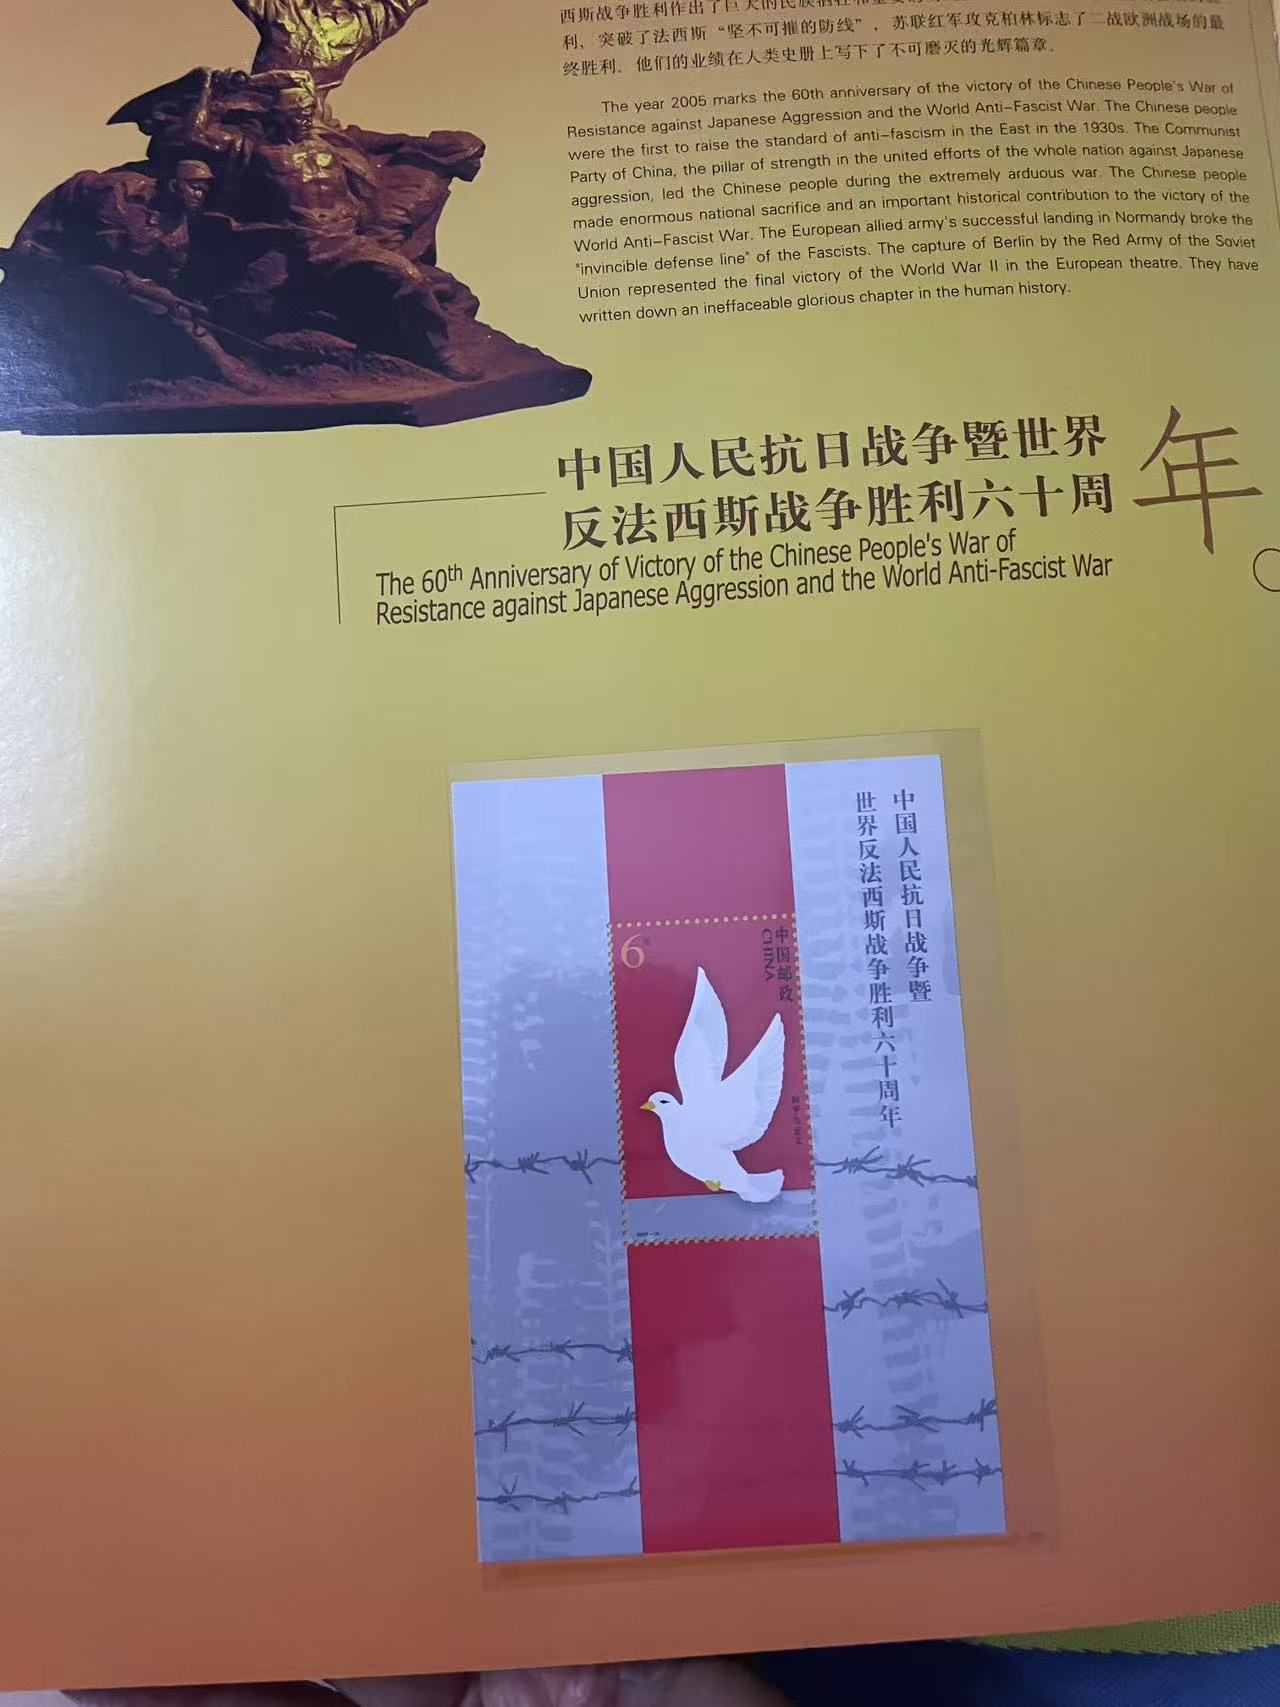 西斯战争胜利作出了巨大的民族牺牲和重要的
利、突破了法西斯“坚不可摧的防线”，苏联红军攻克柏林标志了二战欧洲战场的最
终胜利。他们的业绩在人类史册上写下了不可磨灭的光辉篇章。
The year 2005 marks the 60th anniversary of the victory of the Chinese People's War of
Resistance against Japanese Aggression and the World Anti-Fascist War. The Chinese people
were the first to raise the standard of anti-fascism in the East in the 1930s. The Communist
Party of China, the pillar of strength in the united efforts of the whole nation against Japanese
aggression, led the Chinese people during the extremely arduous war. The Chinese people
made enormous national sacrifice and an important historical contribution to the victory of the
World Anti-Fascist War. The European allied army's successful landing in Normandy broke the
"invincible defense line" of the Fascists. The capture of Berlin by the Red Army of the Soviet
Union represented the final victory of the World War II in the European theatre. They have
written down an ineffaceable glorious chapter in the human history.
中国人民抗日战争暨世界
反法西斯战争胜利六十周年
The 60th Anniversary of Victory of the Chinese People's War of
Resistance against Japanese Aggression and the World Anti-Fascist War
中国人民抗日战争暨
世界反法西斯战争胜利六十周年
6元
中国邮政
CHINA
和平与正义